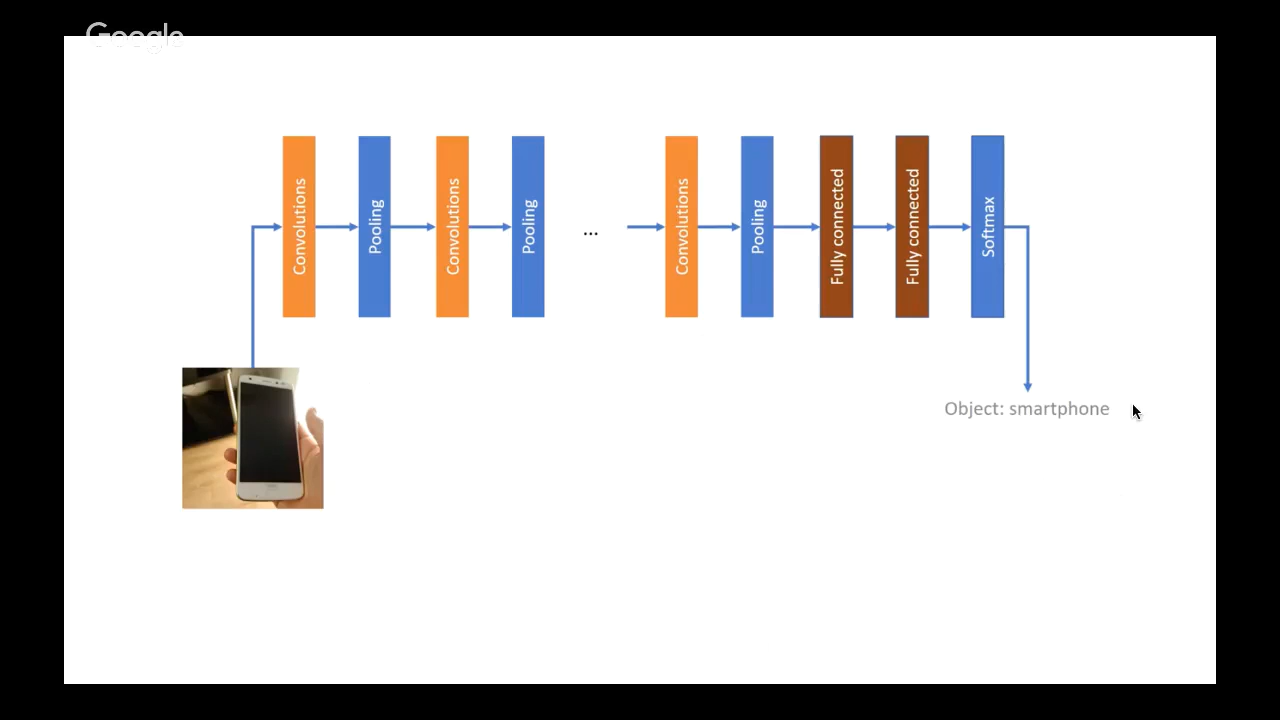 Google
Convolutions
Pooling
Convolutions
Pooling
...
Convolutions
Pooling
Fully connected
Fully connected
Softmax
Object: smartphone